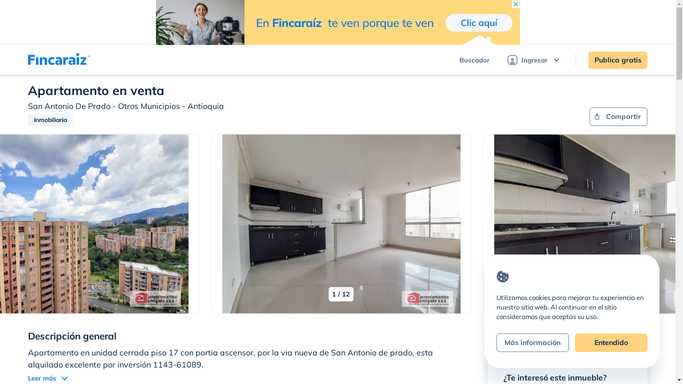 En Fincaraíz te ven porque te ven
Clic aquí
Fincaraíz
Buscador
Ingresar
Publica gratis
Apartamento en venta
San Antonio De Prado - Otros Municipios - Antioquia
Inmobiliaria
Compartir
1 / 12
Utilizamos cookies para mejorar tu experiencia en
nuestro sitio web. Al continuar en el sitio
consideramos que aceptas su uso.
Más información
Entendido
Descripción general
Apartamento en unidad cerrada piso 17 con portia ascensor, por la via nueva de San Antonio de prado, esta
alquilado excelente por inversión 1143-61089.
Leer más
¿Te interesó este inmueble?